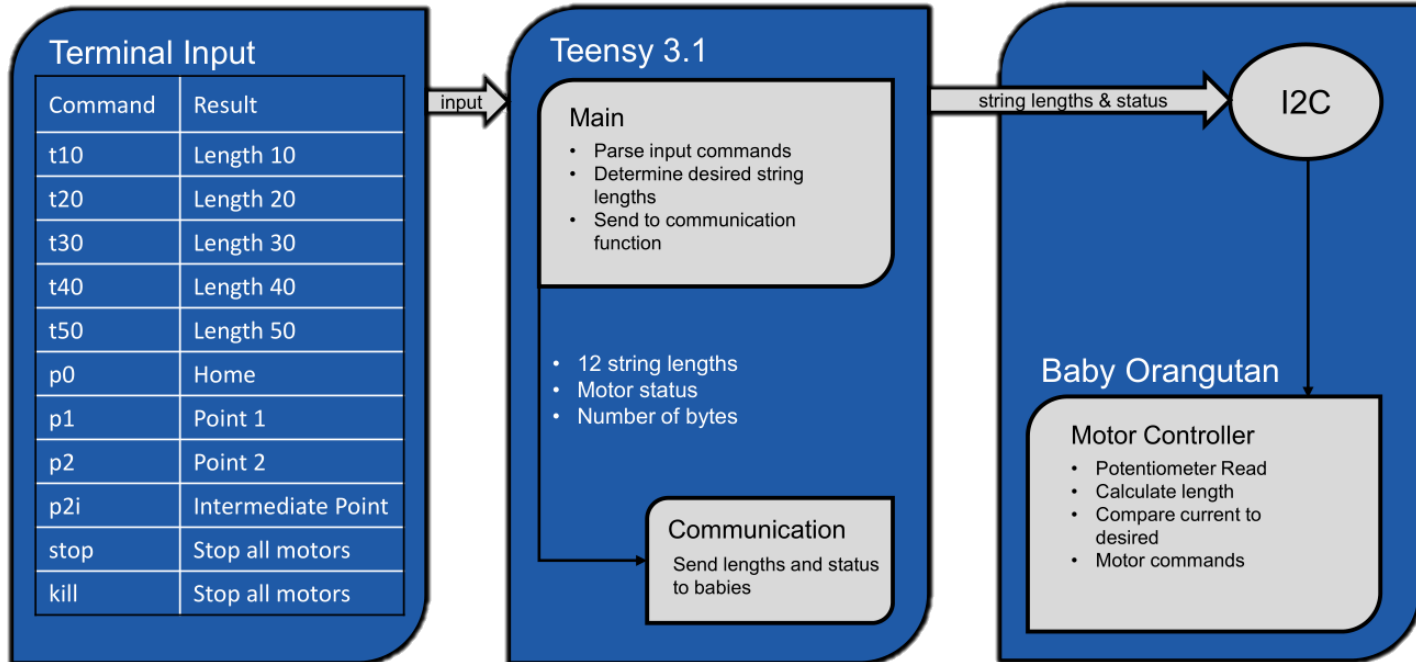 Terminal Input
Command Result
t10 Length 10
t20 Length 20
t30 Length 30
t40 Length 40
t50 Length 50
p0 Home
p1 Point 1
p2 Point 2
p2i Intermediate Point
stop Stop all motors
kill Stop all motors
input
Teensy 3.1
Main
• Parse input commands
• Determine desired string
lengths
• Send to communication
function
• 12 string lengths
• Motor status
• Number of bytes
Communication
Send lengths and status
to babies
string lengths & status
I2C
Baby Orangutan
Motor Controller
• Potentiometer Read
• Calculate length
• Compare current to
desired
• Motor commands